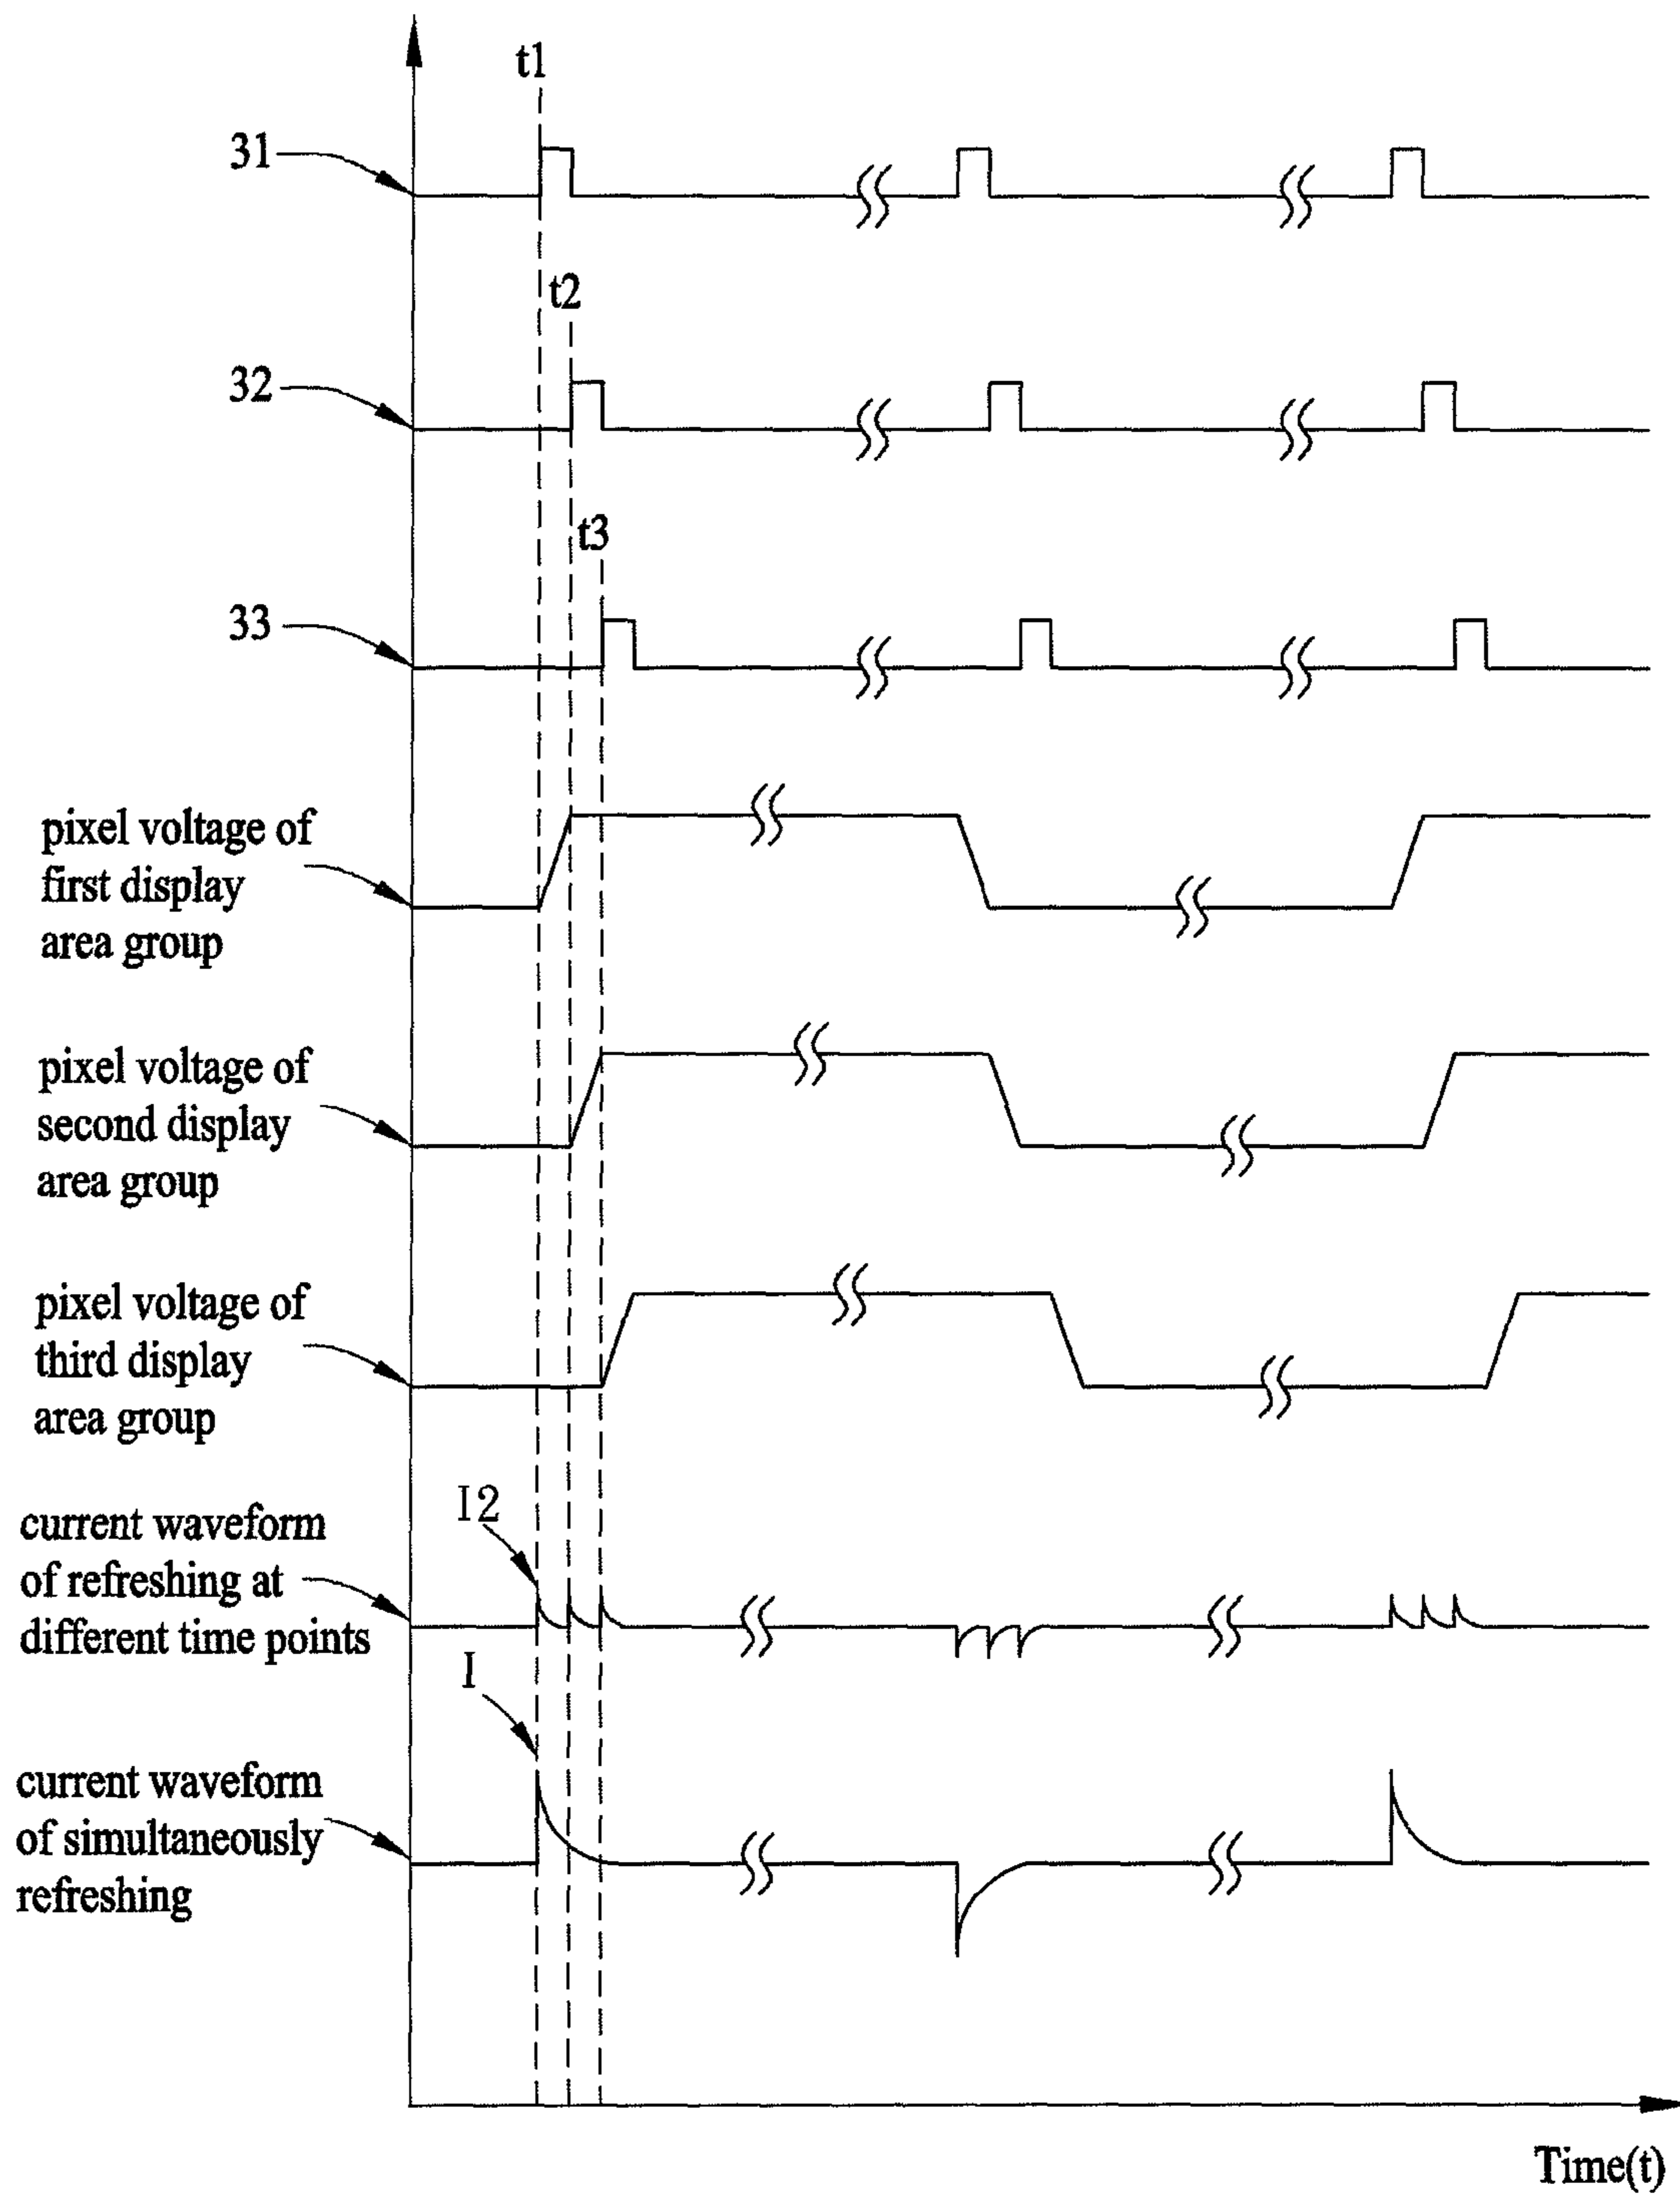 t1
31
t2
32
t3
33
pixel voltage of
first display
area group
pixel voltage of
second display
area group
pixel voltage of
third display
area group
I2
current waveform
of refreshing at
different time points
I
current waveform
of simultaneously
refreshing
Time(t)